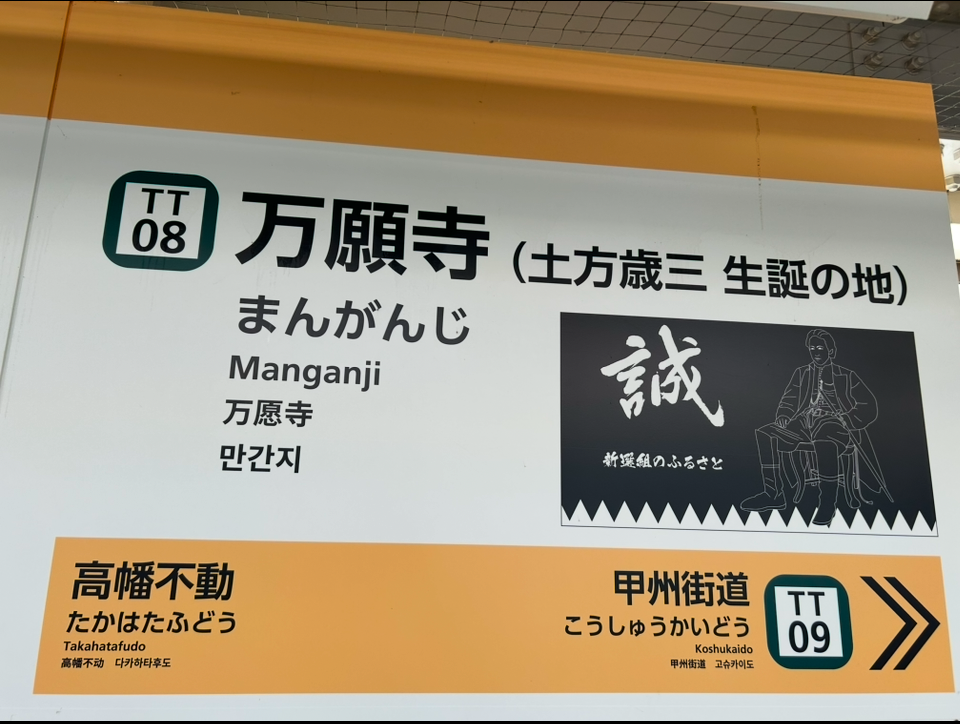 TT
08
万願寺（土方歳三 生誕の地）
まんがんじ
Manganji
万愿寺
만간지
誠
新選組のふるさと
高幡不動
たかはたふどう
Takahatafudo
高幡不动 다카하타후도
甲州街道
こうしゅうかいどう
Koshukaido
甲州街道 고슈카이도
TT
09